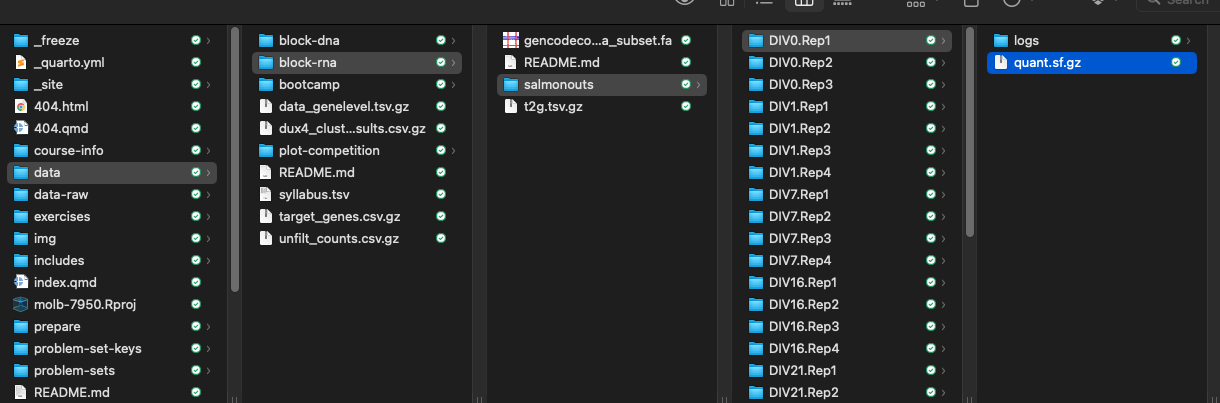 Search
_freeze
_quarto.yml
_site
404.html
404.qmd
course-info
data
data-raw
exercises
img
includes
index.qmd
molb-7950.Rproj
prepare
problem-set-keys
problem-sets
README.md
block-dna
block-rna
bootcamp
data_genelevel.tsv.gz
dux4_clust...sults.csv.gz
plot-competition
README.md
syllabus.tsv
target_genes.csv.gz
unfilt_counts.csv.gz
gencodeco...a_subset.fa
README.md
salmonouts
t2g.tsv.gz
DIV0.Rep1
DIV0.Rep2
DIV0.Rep3
DIV1.Rep1
DIV1.Rep2
DIV1.Rep3
DIV1.Rep4
DIV7.Rep1
DIV7.Rep2
DIV7.Rep3
DIV7.Rep4
DIV16.Rep1
DIV16.Rep2
DIV16.Rep3
DIV16.Rep4
DIV21.Rep1
DIV21.Rep2
logs
quant.sf.gz